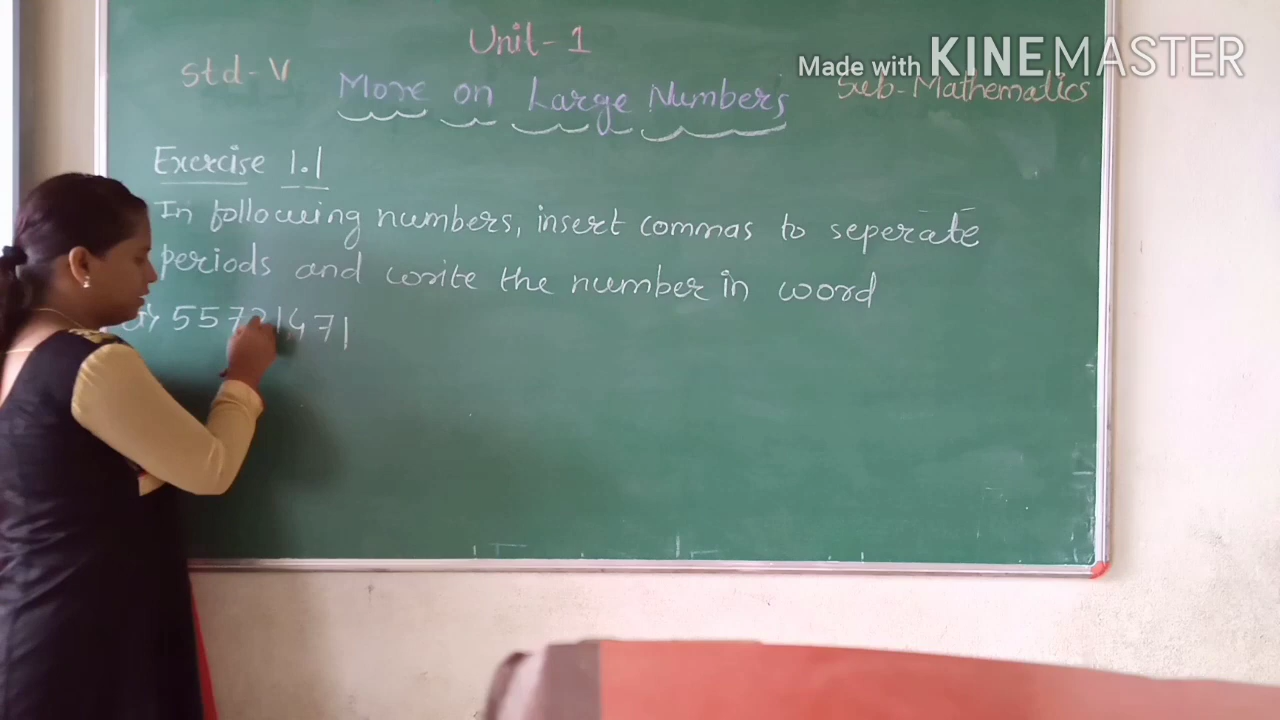 Unit-1
Made with KINEMASTER
Std-V
More on Large Numbers
Sub-Mathematics
Exercise 1.1
In following numbers, insert commas to seperate
periods and write the number in word
55721471